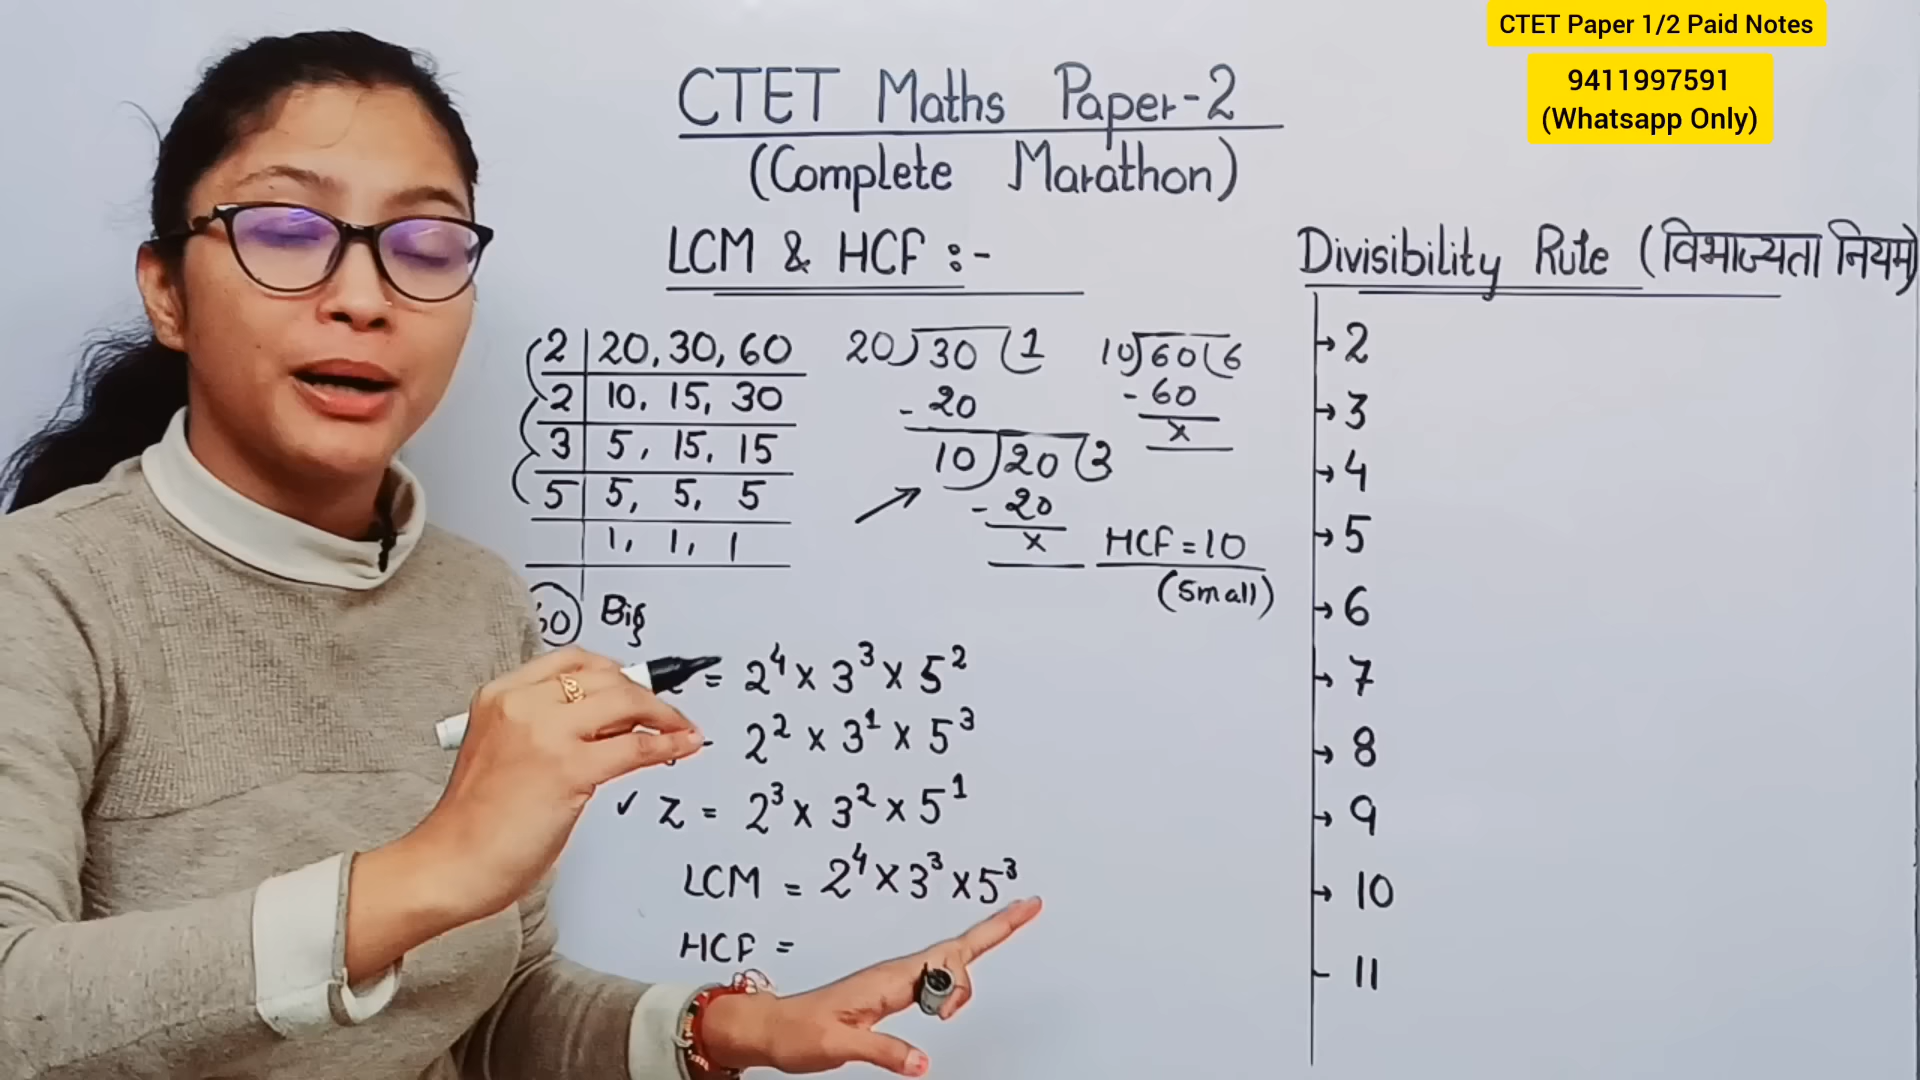 CTET Paper 1/2 Paid Notes
9411997591
(Whatsapp Only)
CTET Maths Paper-2
(Complete Marathon)
LCM & HCF :-
2 | 20, 30, 60
2 | 10, 15, 30
3 | 5, 15, 15
5 | 5, 5, 5
1, 1, 1
Big
20)30(1
- 20
10)20(
- 20
x
10)60(6
- 60
x
HCF = 10
(Small)
= 2⁴ x 3³ x 5²
2² x 3¹ x 5³
✓ Z = 2³ x 3² x 5¹
LCM = 2⁴ x 3³ x 5³
HCF =
Divisibility Rule (विभाज्यता नियम)
→ 2
→ 3
→ 4
→ 5
→ 6
→ 7
→ 8
→ 9
→ 10
- 11